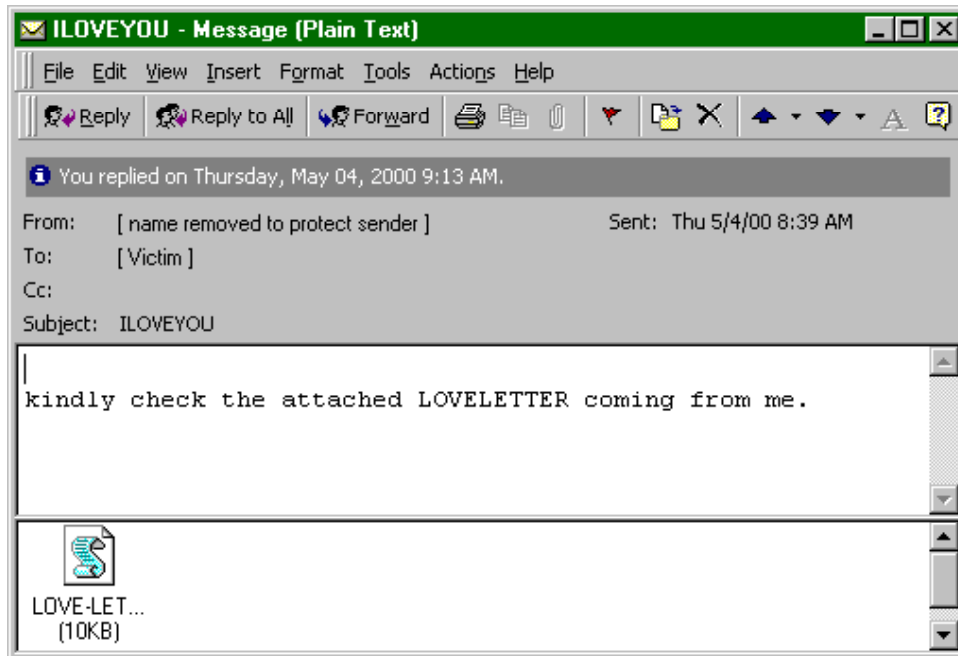 ILOVEYOU - Message (Plain Text)
File Edit View Insert Format Tools Actions Help
Reply Reply to All Forward A
You replied on Thursday, May 04, 2000 9:13 AM.
From: [ name removed to protect sender ] Sent: Thu 5/4/00 8:39 AM
To: [ Victim ]
Cc:
Subject: ILOVEYOU
kindly check the attached LOVELETTER coming from me.
LOVE-LET...
(10KB)